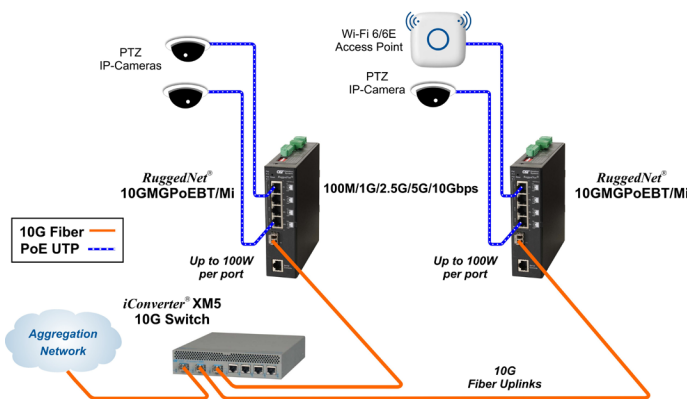 PTZ
IP-Cameras
Wi-Fi 6/6E
Access Point
PTZ
IP-Camera
RuggedNet®
10GMGPoEBT/Mi
100M/1G/2.5G/5G/10Gbps
RuggedNet®
10GMGPoEBT/Mi
10G Fiber
PoE UTP
Up to 100W
per port
Up to 100W
per port
iConverter® XM5
10G Switch
Aggregation
Network
10G
Fiber Uplinks